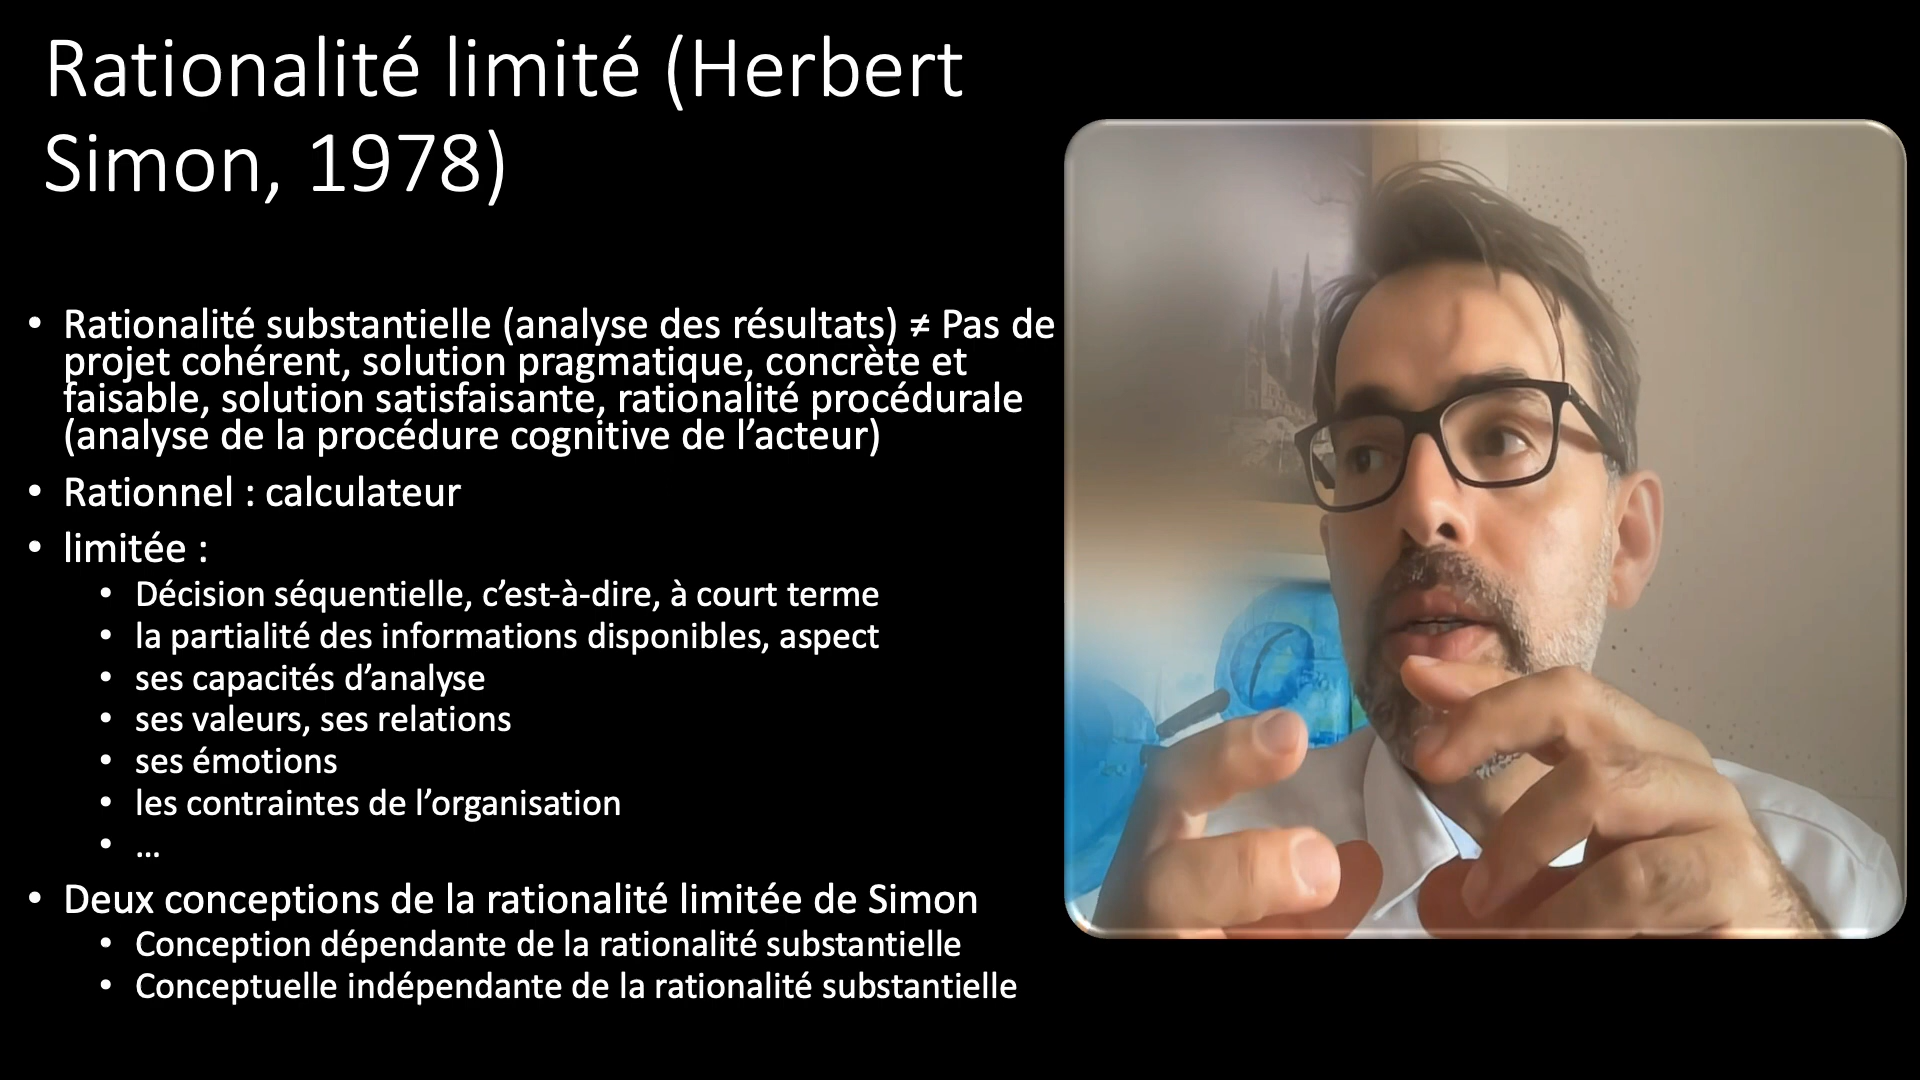 Rationalité limité (Herbert
Simon, 1978)
• Rationalité substantielle (analyse des résultats) ≠ Pas de
projet cohérent, solution pragmatique, concrète et
faisable, solution satisfaisante, rationalité procédurale
(analyse de la procédure cognitive de l’acteur)
• Rationnel : calculateur
• limitée :
• Décision séquentielle, c’est-à-dire, à court terme
• la partialité des informations disponibles, aspect
• ses capacités d’analyse
• ses valeurs, ses relations
• ses émotions
• les contraintes de l’organisation
• …
• Deux conceptions de la rationalité limitée de Simon
• Conception dépendante de la rationalité substantielle
• Conceptuelle indépendante de la rationalité substantielle